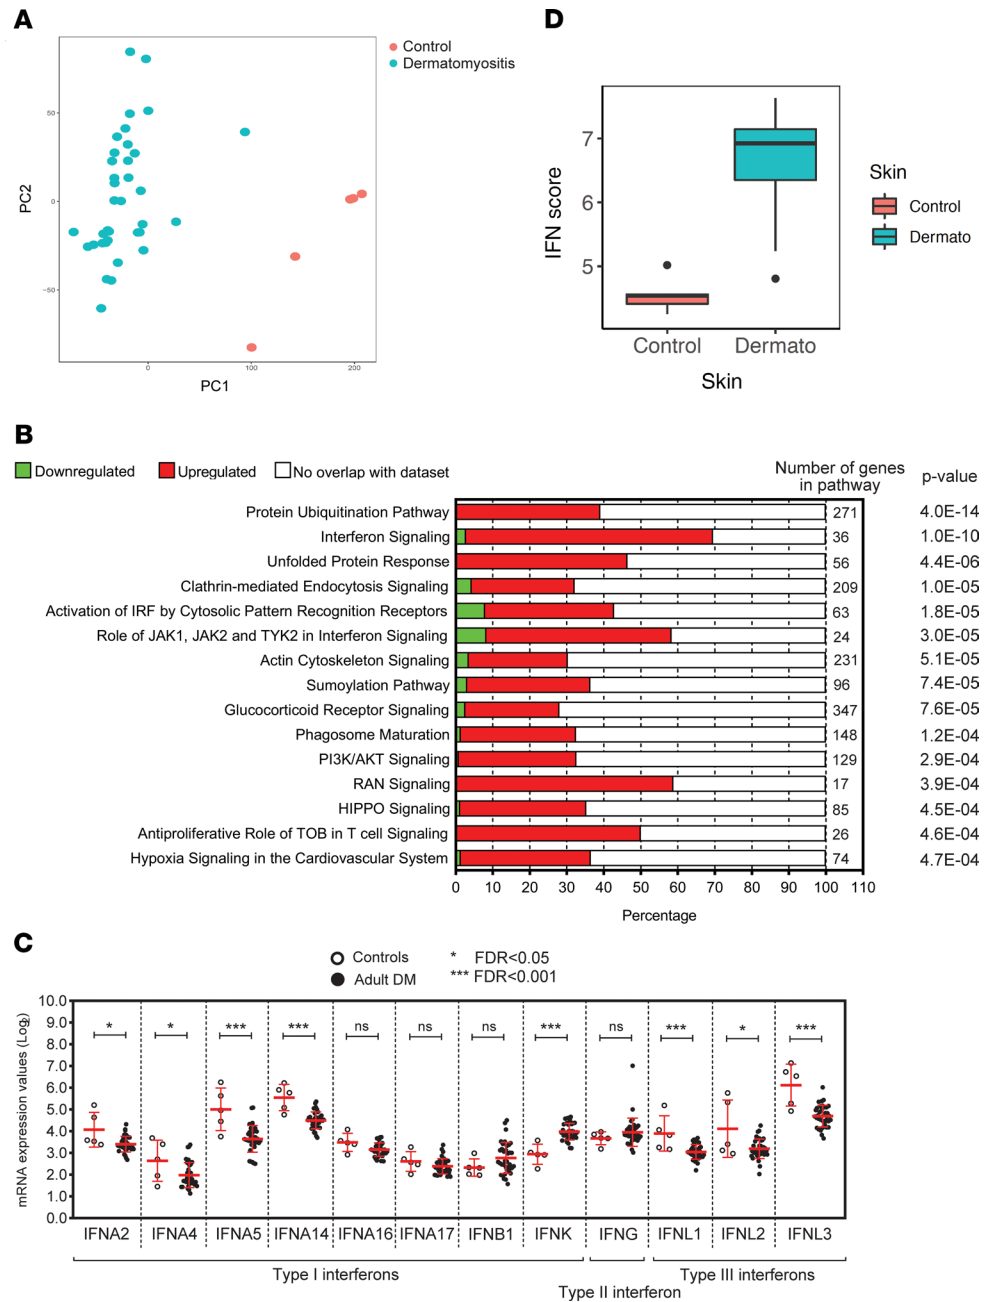 A
Control
Dermatomyositis
50
0
−50
PC2
0 100 200
PC1
D
7
6
5
IFN score
Control Dermato
Skin
Skin
Control
Dermato
B
Downregulated Upregulated No overlap with dataset
Number of genes
in pathway
p-value
Protein Ubiquitination Pathway 271 4.0E-14
Interferon Signaling 36 1.0E-10
Unfolded Protein Response 56 4.4E-06
Clathrin-mediated Endocytosis Signaling 209 1.0E-05
Activation of IRF by Cytosolic Pattern Recognition Receptors 63 1.8E-05
Role of JAK1, JAK2 and TYK2 in Interferon Signaling 24 3.0E-05
Actin Cytoskeleton Signaling 231 5.1E-05
Sumoylation Pathway 96 7.4E-05
Glucocorticoid Receptor Signaling 347 7.6E-05
Phagosome Maturation 148 1.2E-04
PI3K/AKT Signaling 129 2.9E-04
RAN Signaling 17 3.9E-04
HIPPO Signaling 85 4.5E-04
Antiproliferative Role of TOB in T cell Signaling 26 4.6E-04
Hypoxia Signaling in the Cardiovascular System 74 4.7E-04
0 10 20 30 40 50 60 70 80 90 100 110
Percentage
C
Controls * FDR<0.05
Adult DM *** FDR<0.001
mRNA expression values (Log2)
10.0
9.0
8.0
7.0
6.0
5.0
4.0
3.0
2.0
1.0
0.0
* * *** *** ns ns ns *** ns *** * ***
IFNA2 IFNA4 IFNA5 IFNA14 IFNA16 IFNA17 IFNB1 IFNK IFNG IFNL1 IFNL2 IFNL3
Type I interferons
Type II interferon
Type III interferons